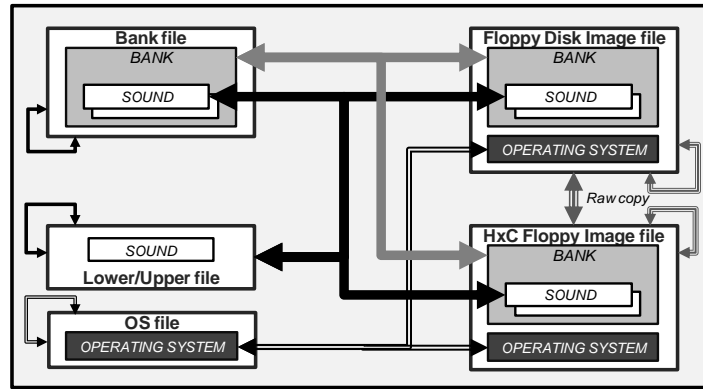 Bank file
BANK
SOUND
Floppy Disk Image file
BANK
SOUND
OPERATING SYSTEM
Raw copy
SOUND
Lower/Upper file
HxC Floppy Image file
BANK
SOUND
OPERATING SYSTEM
OS file
OPERATING SYSTEM